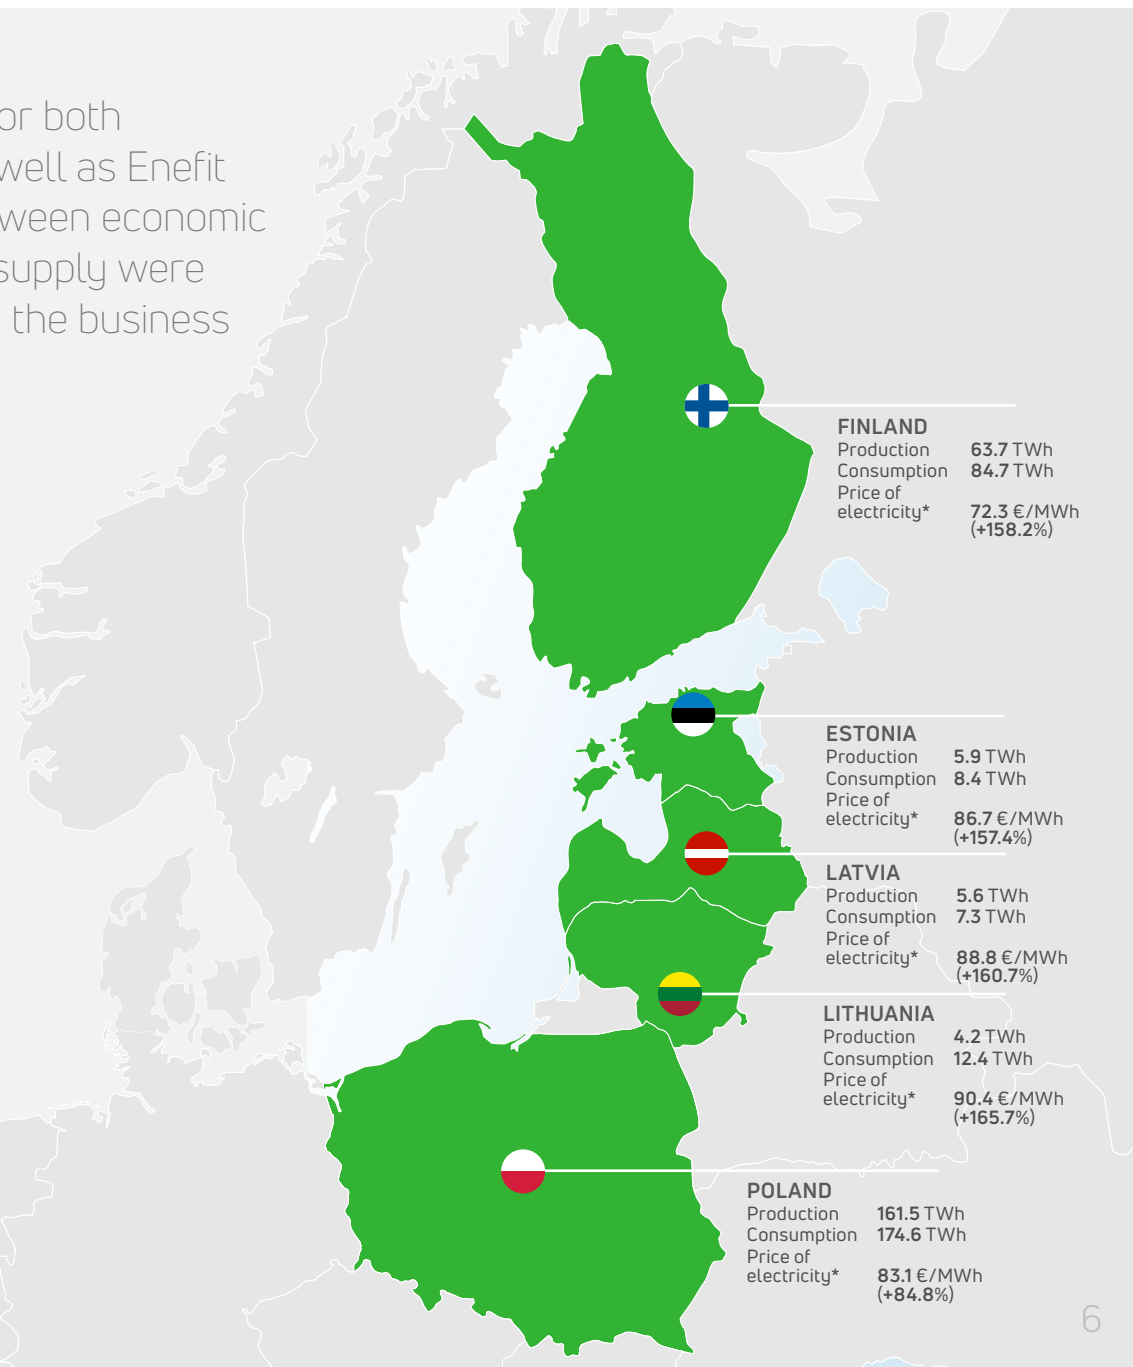 or both
well as Enefit
ween economic
supply were
the business
FINLAND
Production 63.7 TWh
Consumption 84.7 TWh
Price of
electricity* 72.3 €/MWh
(+158.2%)
ESTONIA
Production 5.9 TWh
Consumption 8.4 TWh
Price of
electricity* 86.7 €/MWh
(+157.4%)
LATVIA
Production 5.6 TWh
Consumption 7.3 TWh
Price of
electricity* 88.8 €/MWh
(+160.7%)
LITHUANIA
Production 4.2 TWh
Consumption 12.4 TWh
Price of
electricity* 90.4 €/MWh
(+165.7%)
POLAND
Production 161.5 TWh
Consumption 174.6 TWh
Price of
electricity* 83.1 €/MWh
(+84.8%)
6